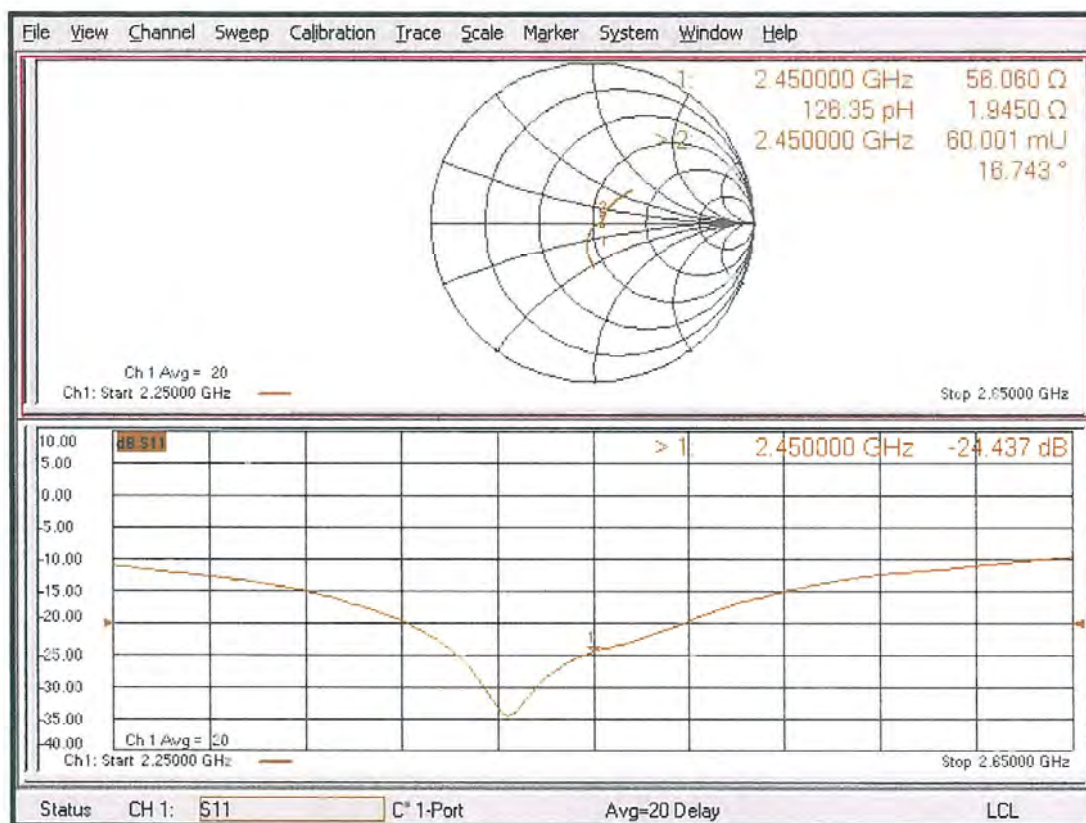 File View Channel Sweep Calibration Trace Scale Marker System Window Help
1: 2.450000 GHz 56.060 Ω
126.35 pH 1.9450 Ω
> 2: 2.450000 GHz 60.001 mU
16.743 °
Ch 1 Avg = 20
Ch1: Start 2.25000 GHz
Stop 2.65000 GHz
10.00
dB S11
> 1: 2.450000 GHz -24.437 dB
5.00
0.00
-5.00
-10.00
-15.00
-20.00
1
-25.00
-30.00
-35.00
-40.00
Ch 1 Avg = 20
Ch1: Start 2.25000 GHz
Stop 2.65000 GHz
Status CH 1: S11 C* 1-Port Avg=20 Delay LCL